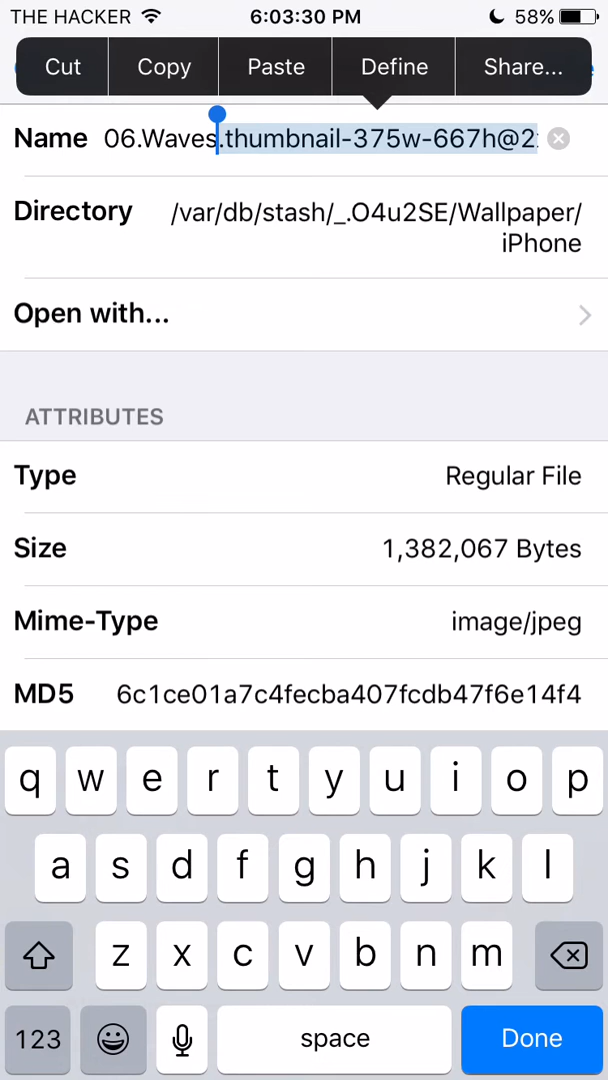 THE HACKER 6:03:30 PM 58%
Cut Copy Paste Define Share...
Name 06.Waves.thumbnail-375w-667h@2
Directory /var/db/stash/_.O4u2SE/Wallpaper/
iPhone
Open with...
ATTRIBUTES
Type Regular File
Size 1,382,067 Bytes
Mime-Type image/jpeg
MD5 6c1ce01a7c4fecba407fcdb47f6e14f4
q w e r t y u i o p
a s d f g h j k l
z x c v b n m
123 space Done